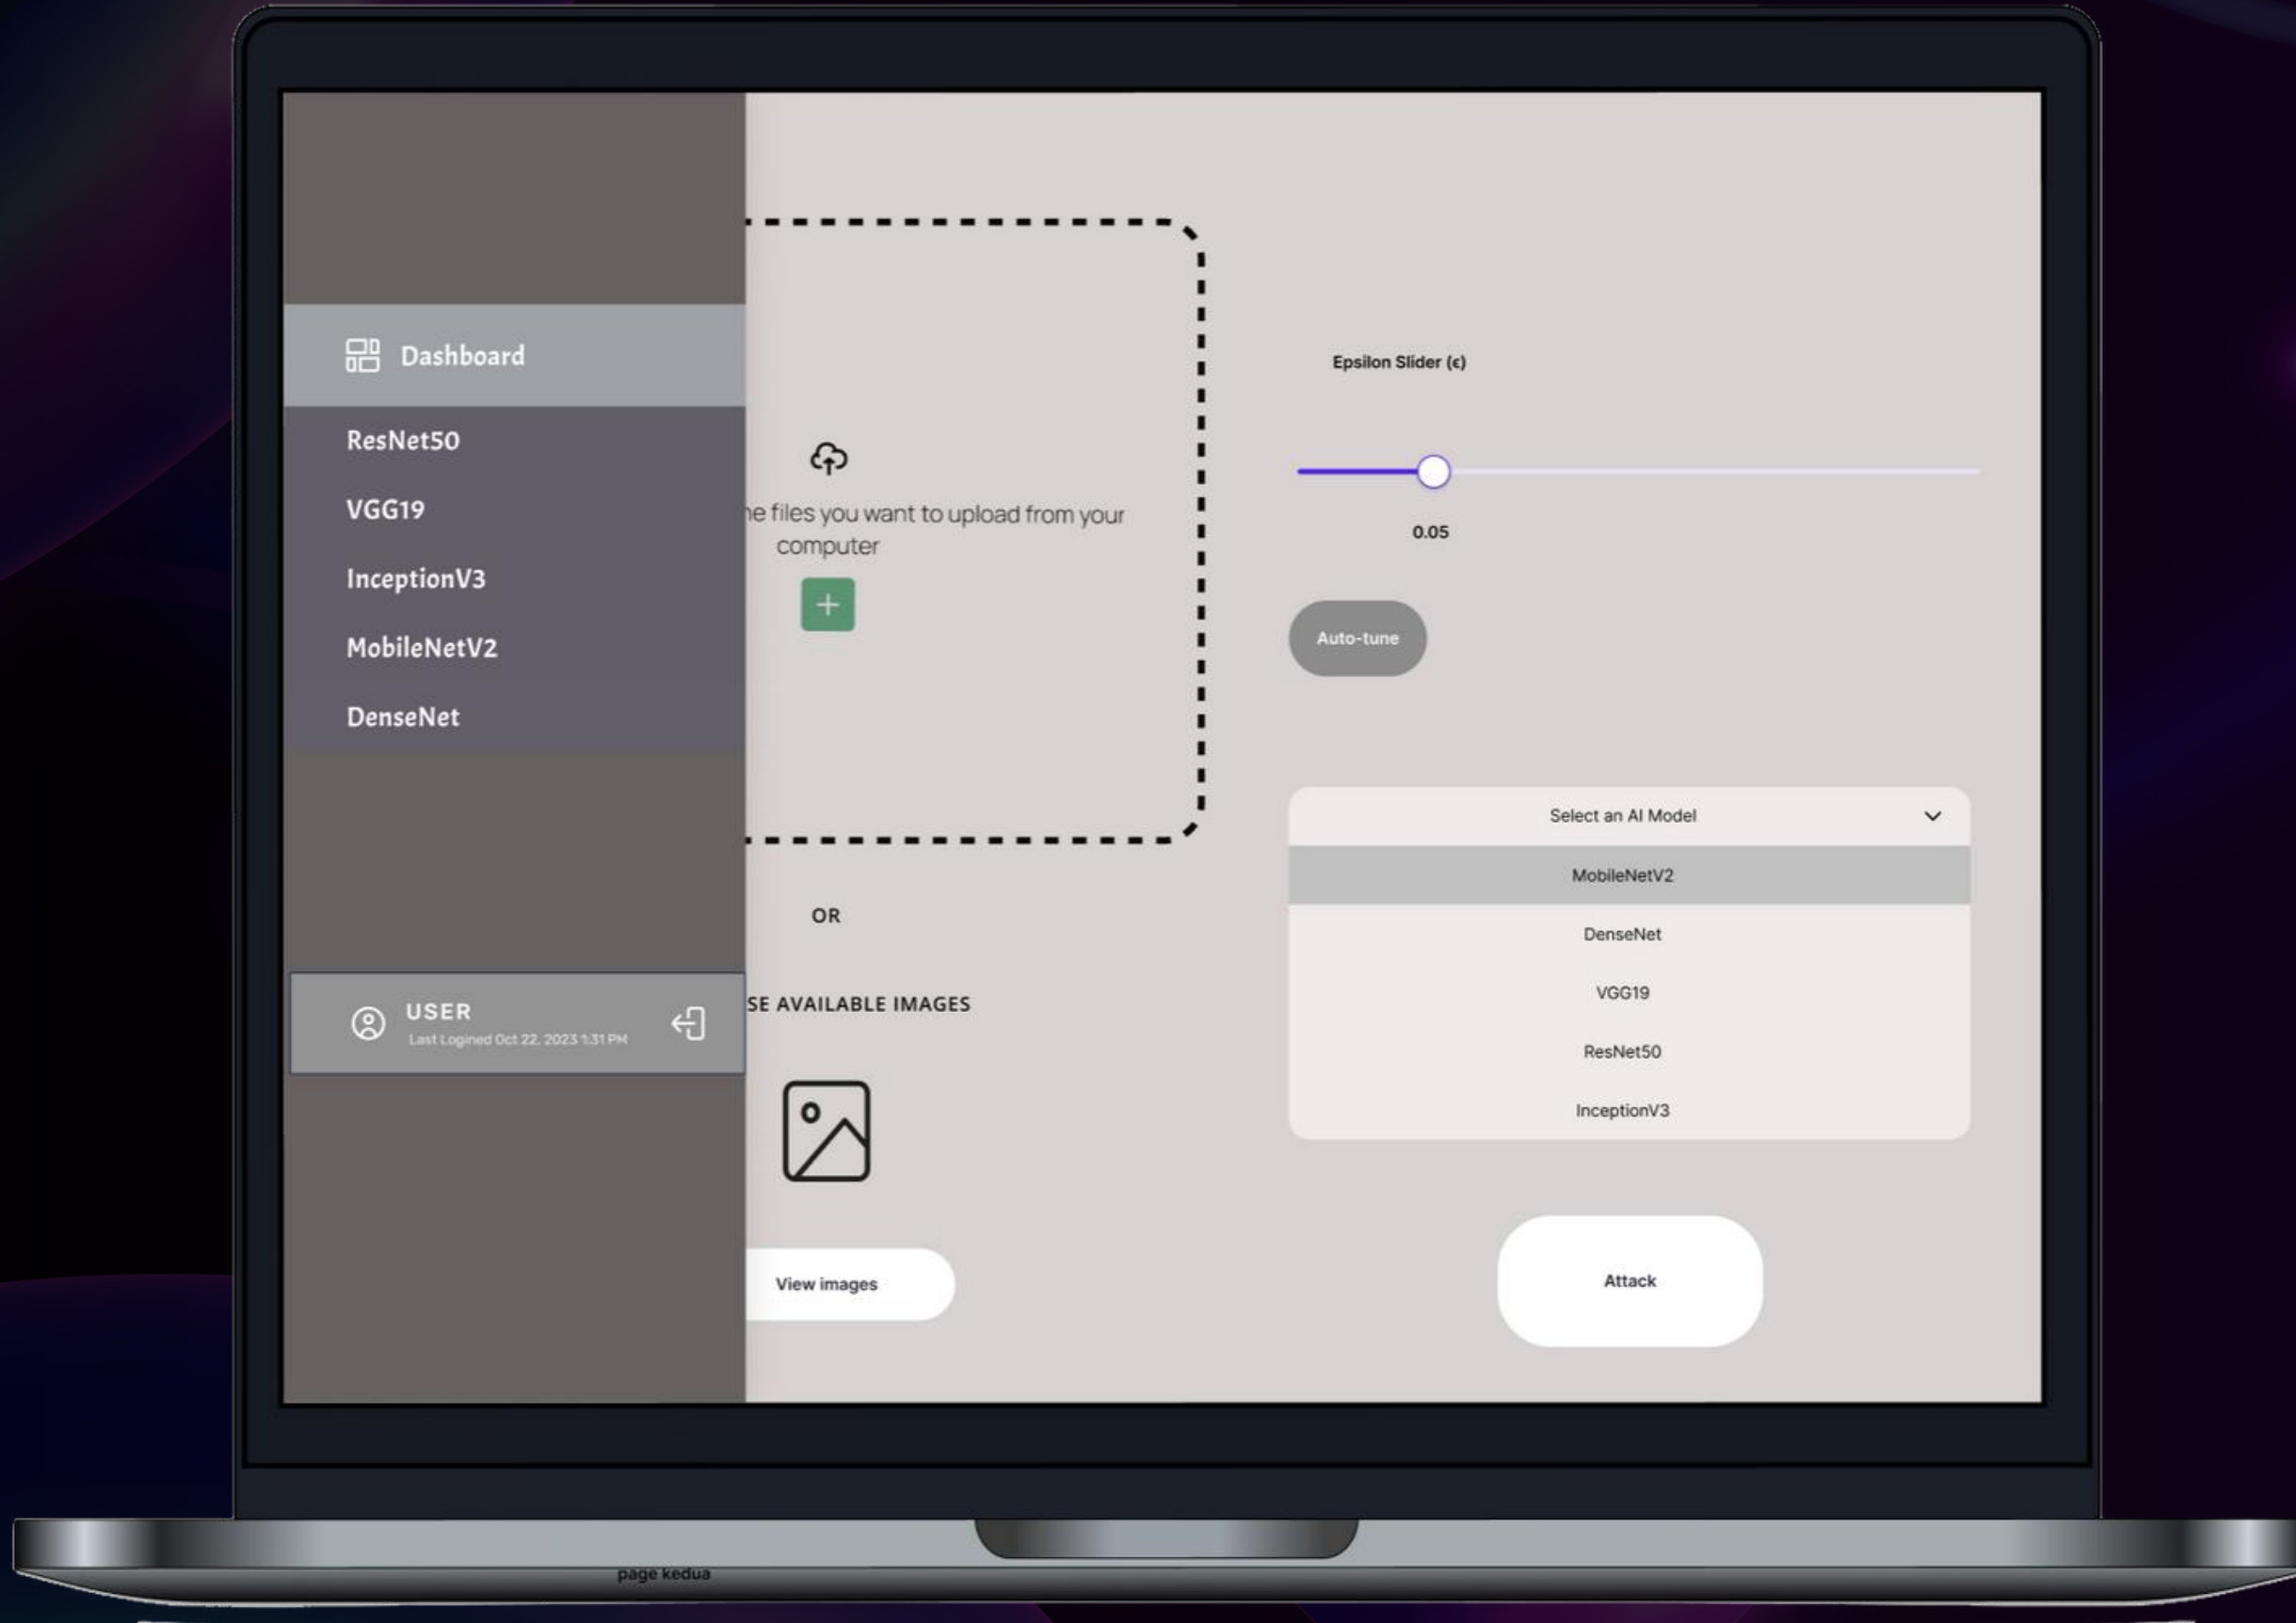 Dashboard
ResNet50
VGG19
InceptionV3
MobileNetV2
DenseNet
USER
Last Logined Oct 22, 2023 1:31 PM
files you want to upload from your
computer
OR
AVAILABLE IMAGES
View images
Epsilon Slider (ϵ)
0.05
Auto-tune
Select an AI Model
MobileNetV2
DenseNet
VGG19
ResNet50
InceptionV3
Attack
page kedua